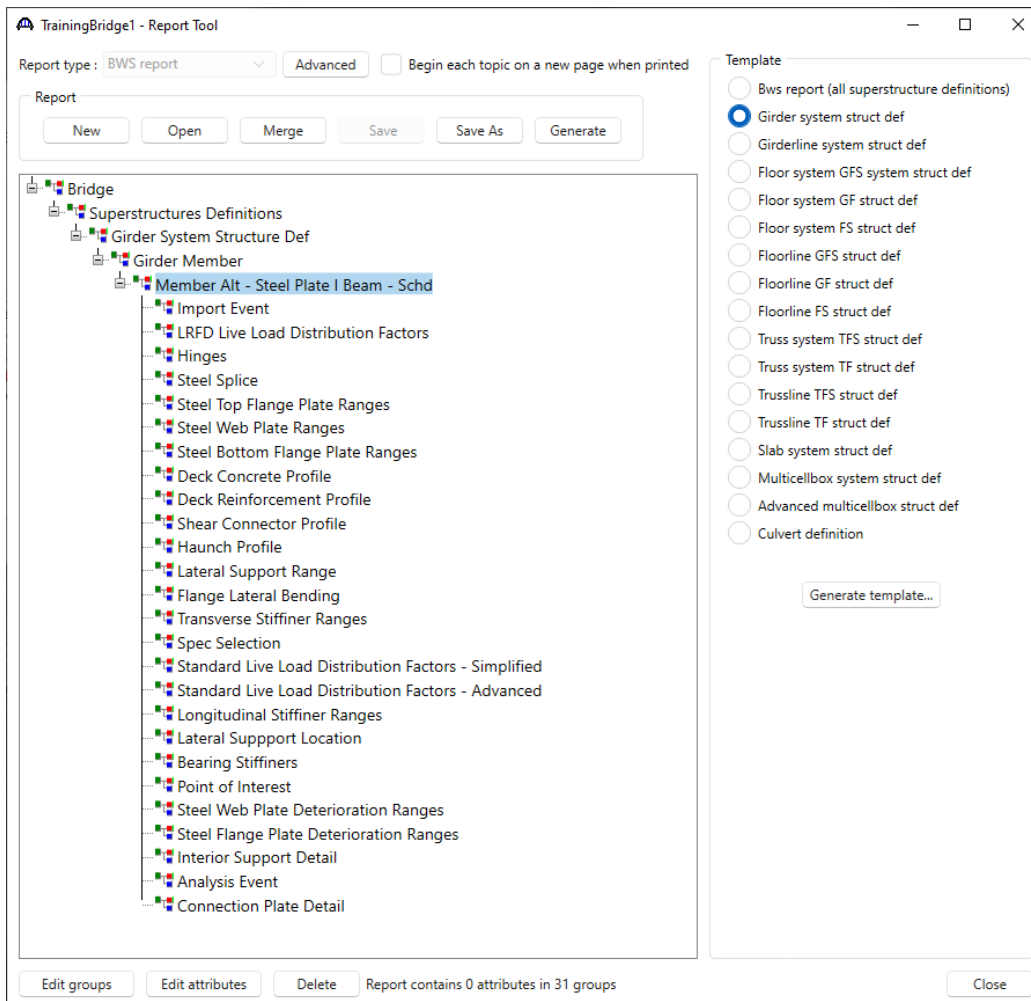 TrainingBridge1 - Report Tool
Report type : BWS report Advanced Begin each topic on a new page when printed
Report
New Open Merge Save Save As Generate
Bridge
Superstructures Definitions
Girder System Structure Def
Girder Member
Member Alt - Steel Plate I Beam - Schd
Import Event
LRFD Live Load Distribution Factors
Hinges
Steel Splice
Steel Top Flange Plate Ranges
Steel Web Plate Ranges
Steel Bottom Flange Plate Ranges
Deck Concrete Profile
Deck Reinforcement Profile
Shear Connector Profile
Haunch Profile
Lateral Support Range
Flange Lateral Bending
Transverse Stiffiner Ranges
Spec Selection
Standard Live Load Distribution Factors - Simplified
Standard Live Load Distribution Factors - Advanced
Longitudinal Stiffiner Ranges
Lateral Suppport Location
Bearing Stiffiners
Point of Interest
Steel Web Plate Deterioration Ranges
Steel Flange Plate Deterioration Ranges
Interior Support Detail
Analysis Event
Connection Plate Detail
Template
Bws report (all superstructure definitions)
Girder system struct def
Girderline system struct def
Floor system GFS system struct def
Floor system GF struct def
Floor system FS struct def
Floorline GFS struct def
Floorline GF struct def
Floorline FS struct def
Truss system TFS struct def
Truss system TF struct def
Trussline TFS struct def
Trussline TF struct def
Slab system struct def
Multicellbox system struct def
Advanced multicellbox struct def
Culvert definition
Generate template...
Edit groups Edit attributes Delete Report contains 0 attributes in 31 groups Close